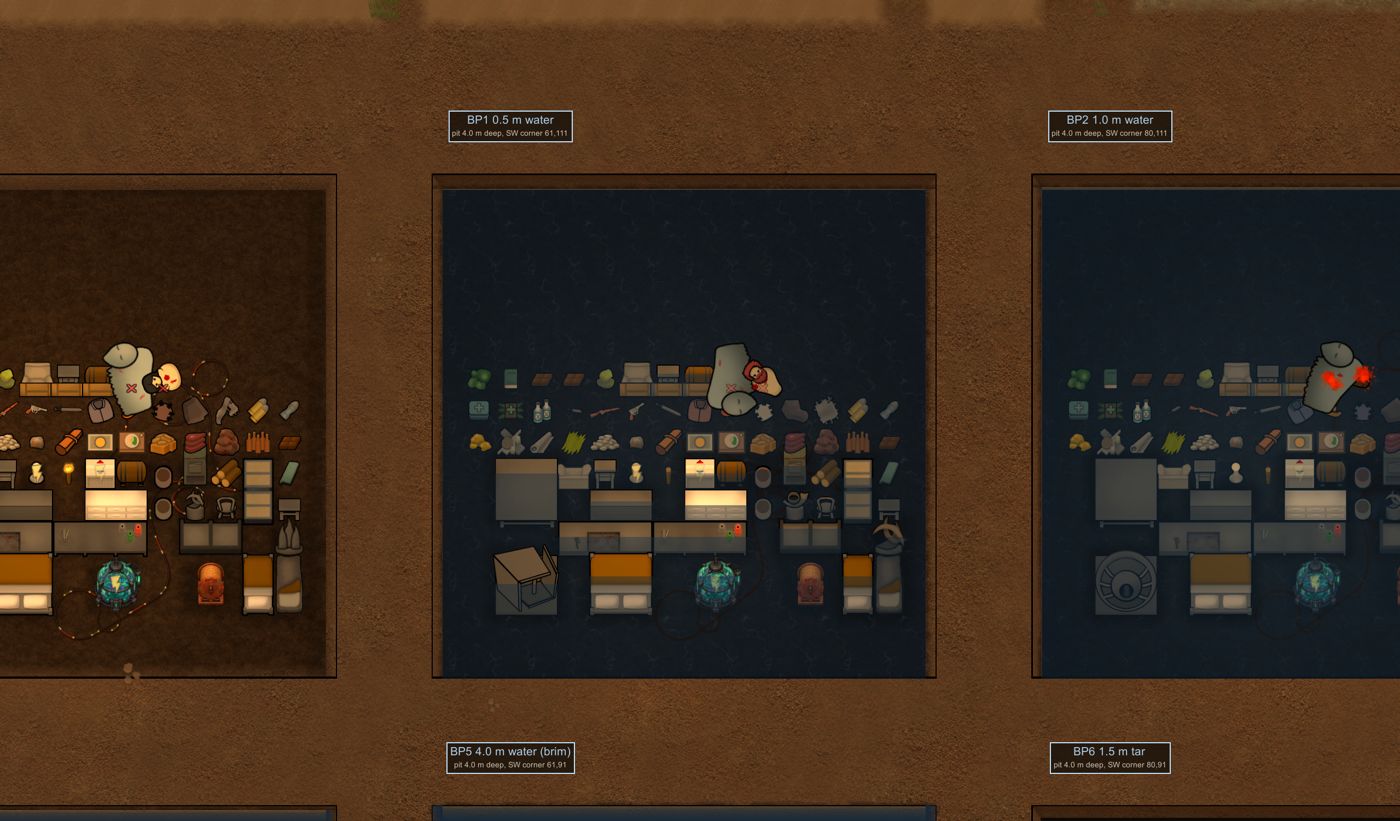 BP1 0.5 m water
pit 4.0 m deep, SW corner 61,111
BP2 1.0 m water
pit 4.0 m deep, SW corner 80,111
BP5 4.0 m water (brim)
pit 4.0 m deep, SW corner 61,91
BP6 1.5 m tar
pit 4.0 m deep, SW corner 80,91